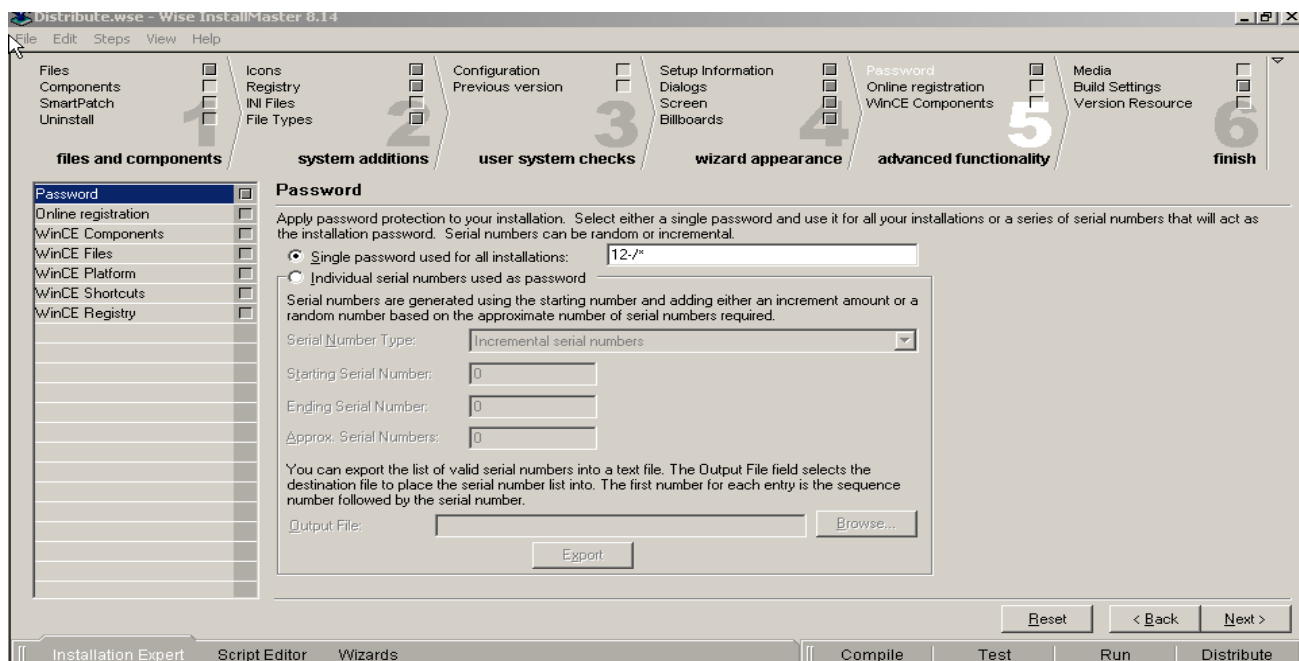 Distribute.wse - Wise InstallMaster 8.14
File Edit Steps View Help
Files
Components
SmartPatch
Uninstall
1
files and components
Icons
Registry
INI Files
File Types
2
system additions
Configuration
Previous version
3
user system checks
Setup Information
Dialogs
Screen
Billboards
4
wizard appearance
Password
Online registration
WinCE Components
5
advanced functionality
Media
Build Settings
Version Resource
6
finish
Password
Online registration
WinCE Components
WinCE Files
WinCE Platform
WinCE Shortcuts
WinCE Registry
Password
Apply password protection to your installation. Select either a single password and use it for all your installations or a series of serial numbers that will act as
the installation password. Serial numbers can be random or incremental.
Single password used for all installations: 12-/*
Individual serial numbers used as password
Serial numbers are generated using the starting number and adding either an increment amount or a
random number based on the approximate number of serial numbers required.
Serial Number Type: Incremental serial numbers
Starting Serial Number: 0
Ending Serial Number: 0
Approx. Serial Numbers: 0
You can export the list of valid serial numbers into a text file. The Output File field selects the
destination file to place the serial number list into. The first number for each entry is the sequence
number followed by the serial number.
Output File: Browse...
Export
Reset < Back Next >
Installation Expert Script Editor Wizards Compile Test Run Distribute